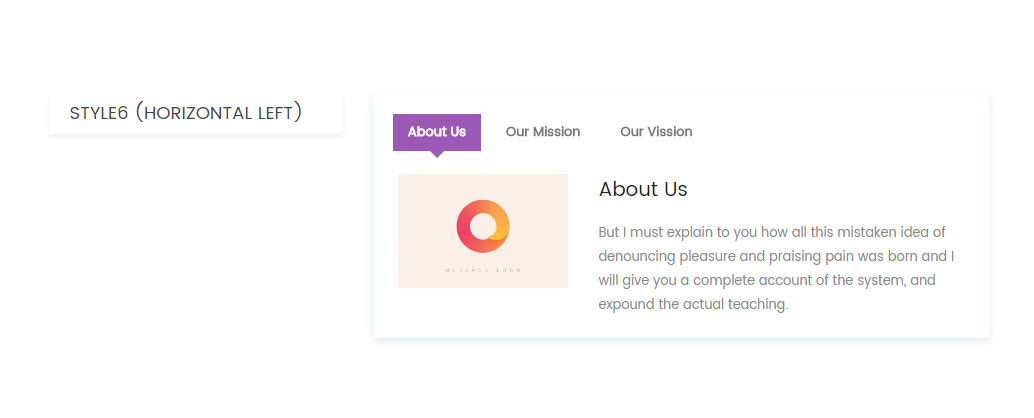 STYLE6 (HORIZONTAL LEFT)
About Us Our Mission Our Vission
About Us
But I must explain to you how all this mistaken idea of
denouncing pleasure and praising pain was born and I
will give you a complete account of the system, and
expound the actual teaching.